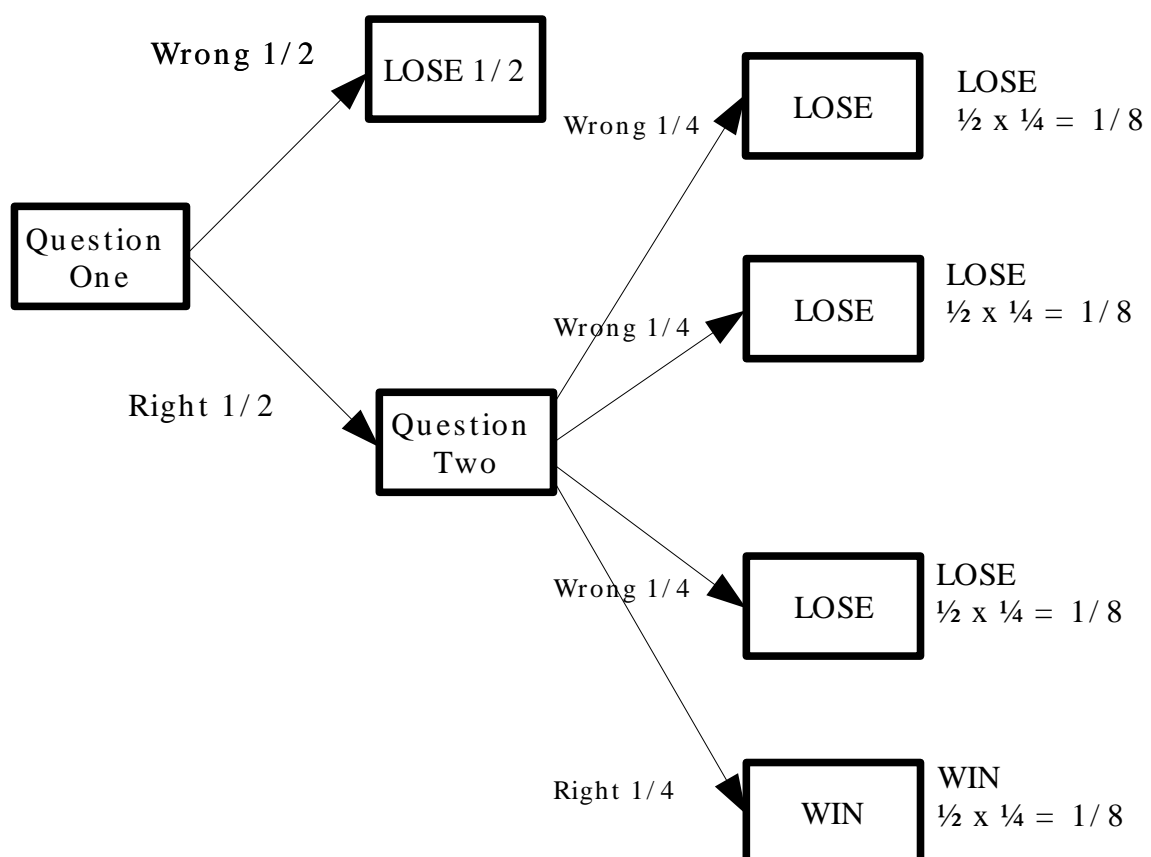 Wrong 1/2
LOSE 1/2
Question
One
Right 1/2
Question
Two
Wrong 1/4
LOSE
LOSE
½ x ¼ = 1/8
Wrong 1/4
LOSE
LOSE
½ x ¼ = 1/8
Wrong 1/4
LOSE
LOSE
½ x ¼ = 1/8
Right 1/4
WIN
WIN
½ x ¼ = 1/8